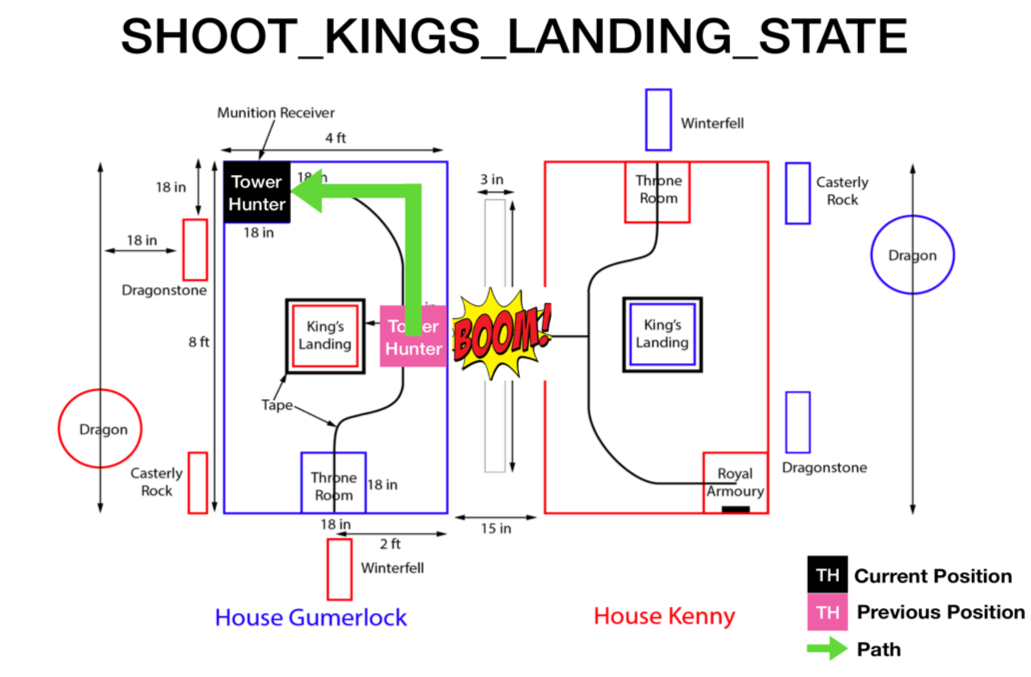 SHOOT_KINGS_LANDING_STATE
Munition Receiver
4 ft
18 in
Tower
Hunter
18 in
18 in
18 in
Dragonstone
8 ft
King's
Landing
in
Tower
Hunter
Tape
Dragon
Casterly
Rock
Throne
Room
18 in
18 in
2 ft
Winterfell
House Gumerlock
3 in
BOOM!
15 in
Winterfell
Throne
Room
Casterly
Rock
Dragon
King's
Landing
Dragonstone
Royal
Armoury
House Kenny
TH Current Position
TH Previous Position
Path